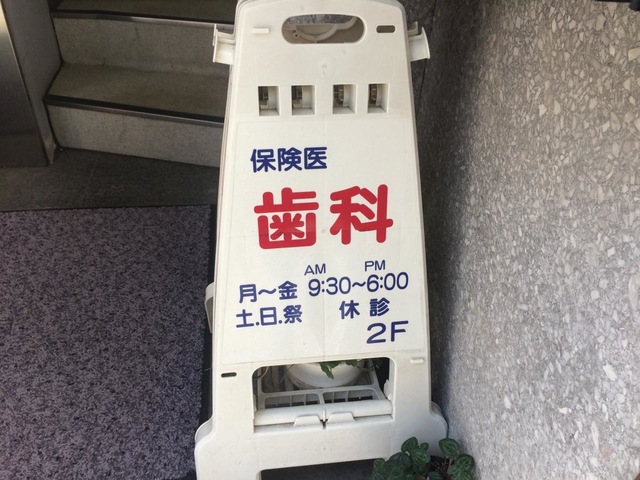 保険医
歯科
AM PM
月〜金 9:30〜6:00
土.日.祭 休診
2F